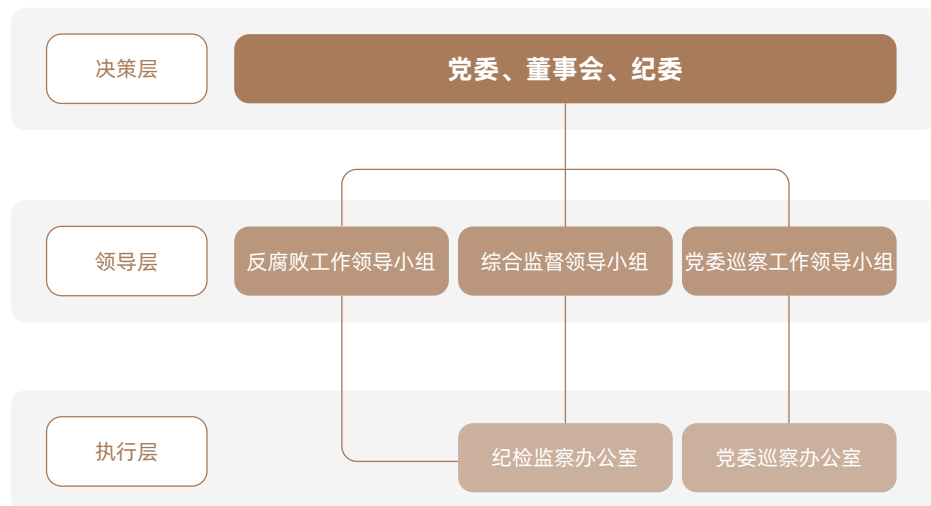 决策层
党委、董事会、纪委
领导层
反腐败工作领导小组
综合监督领导小组
党委巡察工作领导小组
执行层
纪检监察办公室
党委巡察办公室